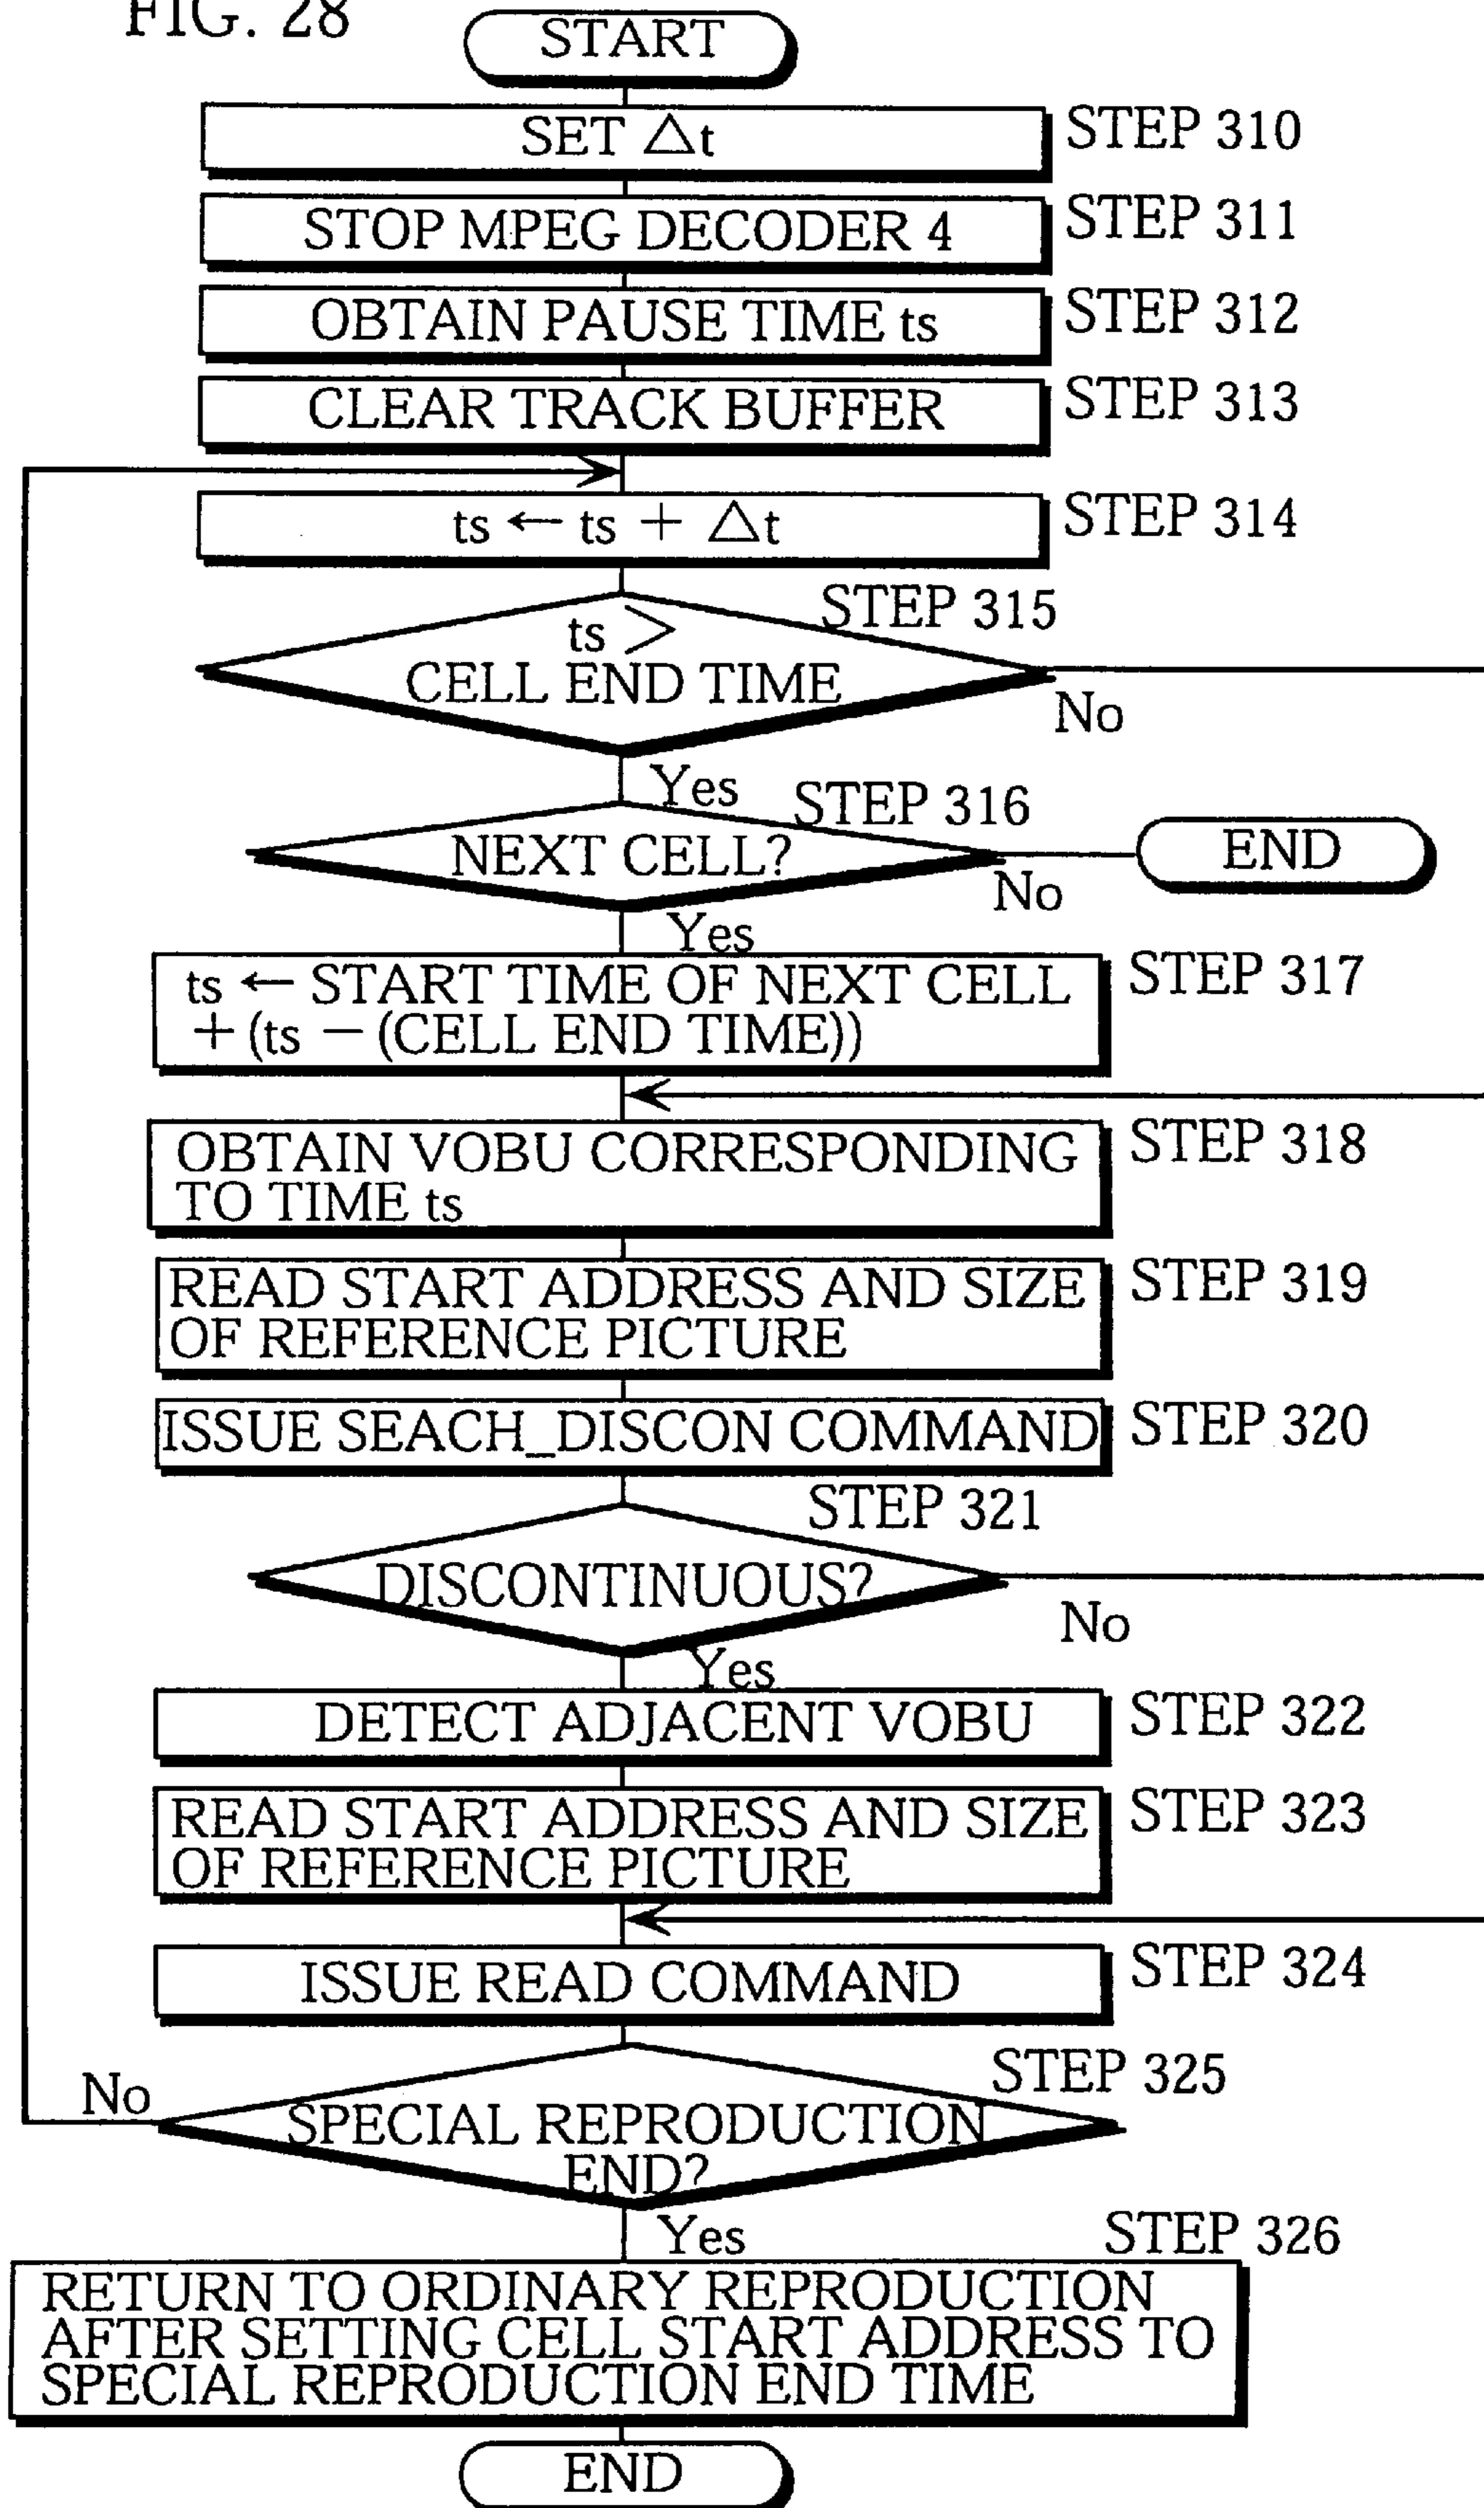 FIG. 28
START
SET △t
STEP 310
STOP MPEG DECODER 4
STEP 311
OBTAIN PAUSE TIME ts
STEP 312
CLEAR TRACK BUFFER
STEP 313
ts ← ts + △t
STEP 314
STEP 315
ts >
CELL END TIME
No
Yes
STEP 316
NEXT CELL?
END
No
Yes
ts ← START TIME OF NEXT CELL
+ (ts − (CELL END TIME))
STEP 317
OBTAIN VOBU CORRESPONDING
TO TIME ts
STEP 318
READ START ADDRESS AND SIZE
OF REFERENCE PICTURE
STEP 319
ISSUE SEACH_DISCON COMMAND
STEP 320
STEP 321
DISCONTINUOUS?
No
Yes
DETECT ADJACENT VOBU
STEP 322
READ START ADDRESS AND SIZE
OF REFERENCE PICTURE
STEP 323
ISSUE READ COMMAND
STEP 324
STEP 325
No
SPECIAL REPRODUCTION
END?
Yes
STEP 326
RETURN TO ORDINARY REPRODUCTION
AFTER SETTING CELL START ADDRESS TO
SPECIAL REPRODUCTION END TIME
END